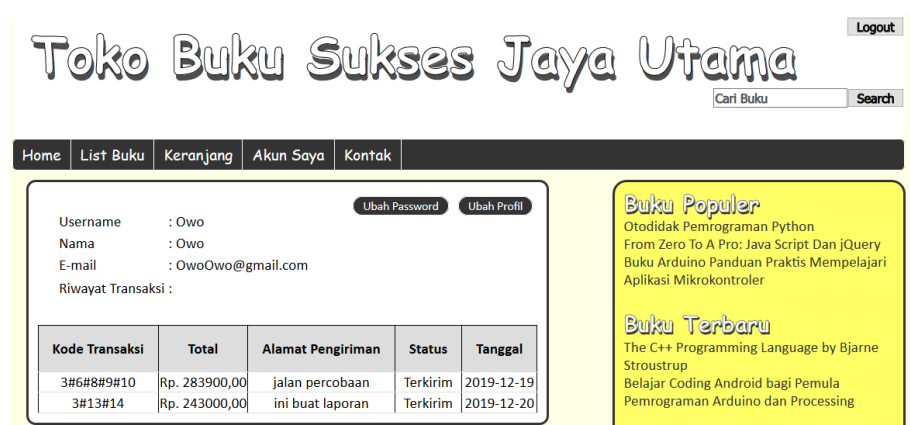 Logout
Toko Buku Sukses Jaya Utama
Cari Buku Search
Home List Buku Keranjang Akun Saya Kontak
Ubah Password Ubah Profil
Username : Owo
Nama : Owo
E-mail : OwoOwo@gmail.com
Riwayat Transaksi :
Kode Transaksi Total Alamat Pengiriman Status Tanggal
3#6#8#9#10 Rp. 283900,00 jalan percobaan Terkirim 2019-12-19
3#13#14 Rp. 243000,00 ini buat laporan Terkirim 2019-12-20
Buku Populer
Otodidak Pemrograman Python
From Zero To A Pro: Java Script Dan jQuery
Buku Arduino Panduan Praktis Mempelajari
Aplikasi Mikrokontroler
Buku Terbaru
The C++ Programming Language by Bjarne
Stroustrup
Belajar Coding Android bagi Pemula
Pemrograman Arduino dan Processing